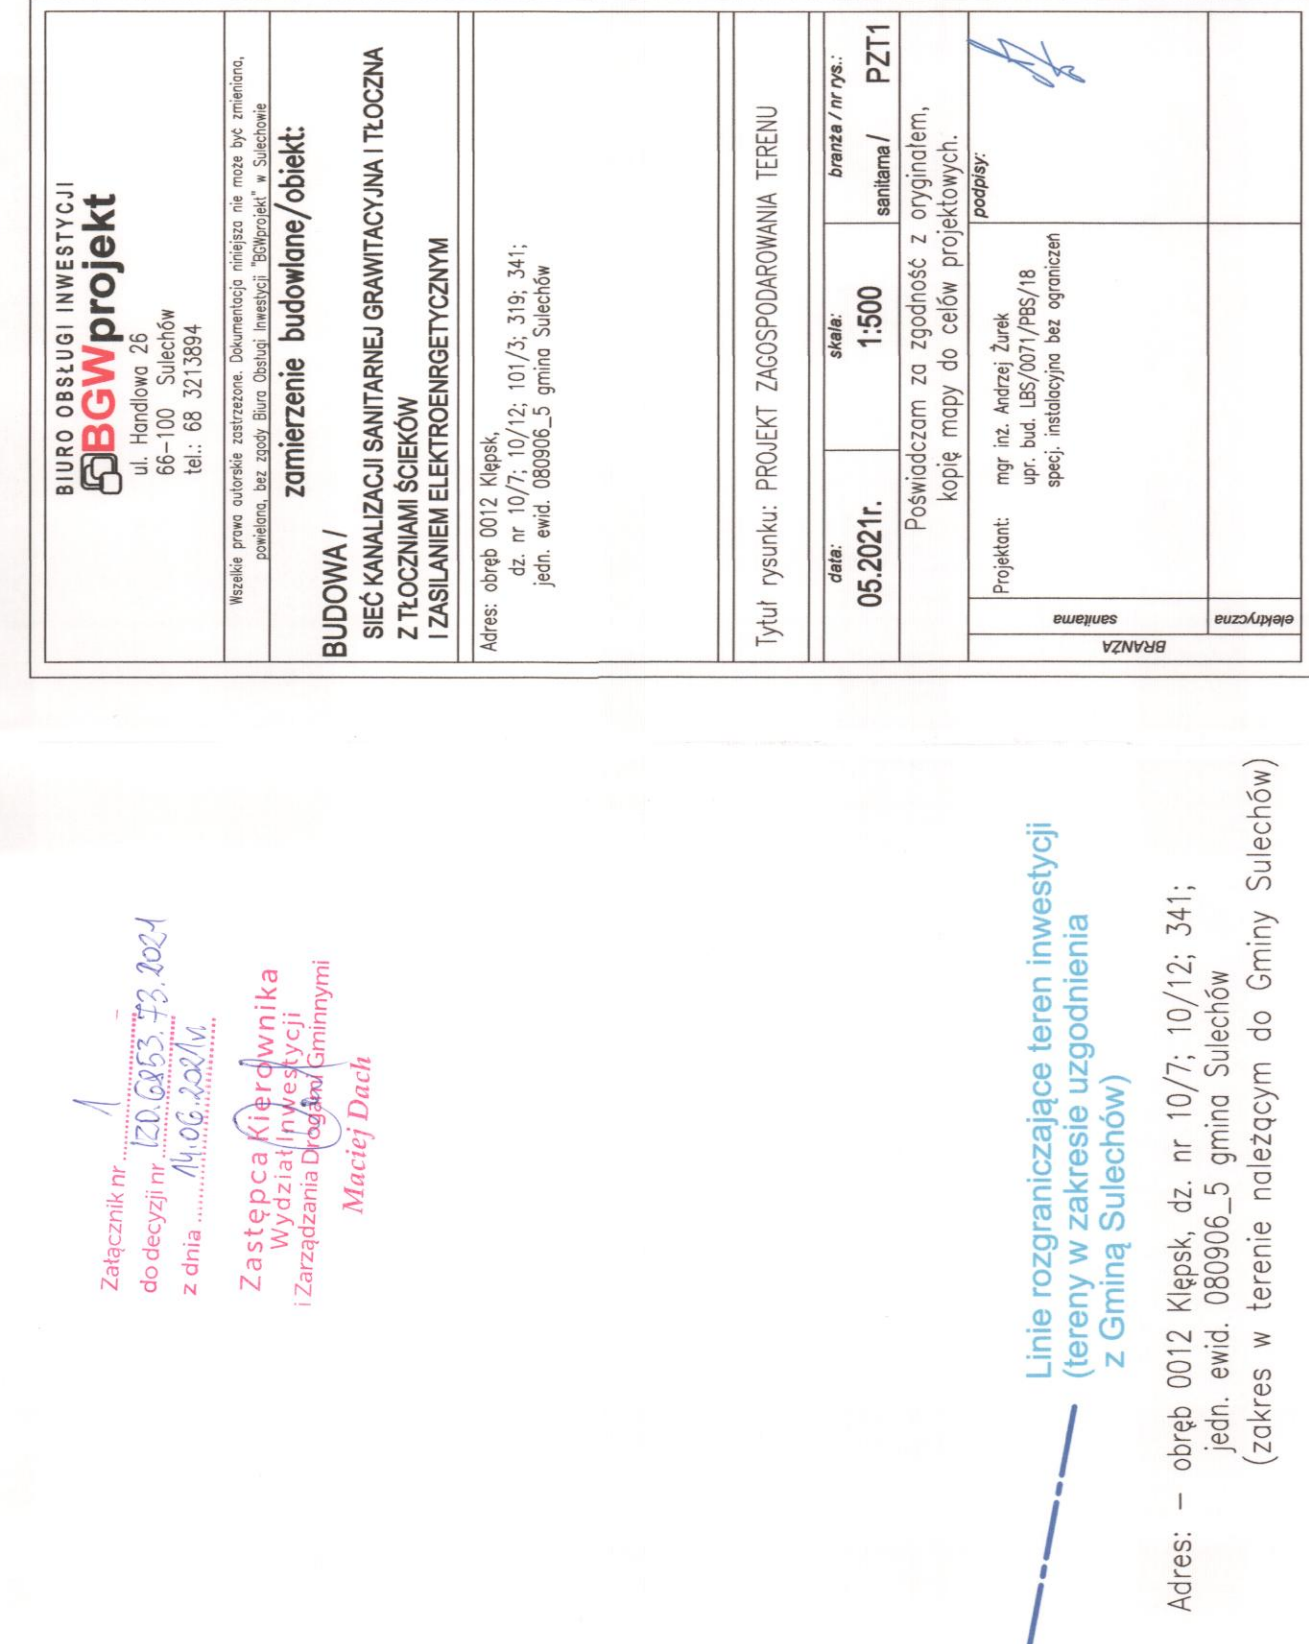 BIURO OBSŁUGI INWESTYCJI
BGWprojekt
ul. Handlowa 26
66-100 Sulechów
tel.: 68 3213894
Wszelkie prawa autorskie zastrzeżone. Dokumentacja niniejsza nie może być zmieniana,
powielana, bez zgody Biura Obsługi Inwestycji "BGWprojekt" w Sulechowie
zamierzenie budowlane/obiekt:
BUDOWA /
SIEĆ KANALIZACJI SANITARNEJ GRAWITACYJNA I TŁOCZNA
Z TŁOCZNIAMI ŚCIEKÓW
I ZASILANIEM ELEKTROENRGETYCZNYM
Adres: obręb 0012 Klępsk,
dz. nr 10/7; 10/12; 101/3; 319; 341;
jedn. ewid. 080906_5 gmina Sulechów
Tytuł rysunku: PROJEKT ZAGOSPODAROWANIA TERENU
data: skala: branża / nr rys.:
05.2021r. 1:500 sanitarna / PZT1
Poświadczam za zgodność z oryginałem,
kopię mapy do celów projektowych.
podpisy:
Projektant: mgr inż. Andrzej Żurek
upr. bud. LBS/0071/PBS/18
specj. instalacyjna bez ograniczeń
BRANŻA
sanitarna
elektryczna
Załącznik nr 1
do decyzji nr IZD.6853.73.2021
z dnia 14.06.2021r.
Zastępca Kierownika
Wydział Inwestycji
i Zarządzania Drogami Gminnymi
Maciej Dach
Linie rozgraniczające teren inwestycji
(tereny w zakresie uzgodnienia
z Gminą Sulechów)
Adres: – obręb 0012 Klępsk, dz. nr 10/7; 10/12; 341;
jedn. ewid. 080906_5 gmina Sulechów
(zakres w terenie należącym do Gminy Sulechów)